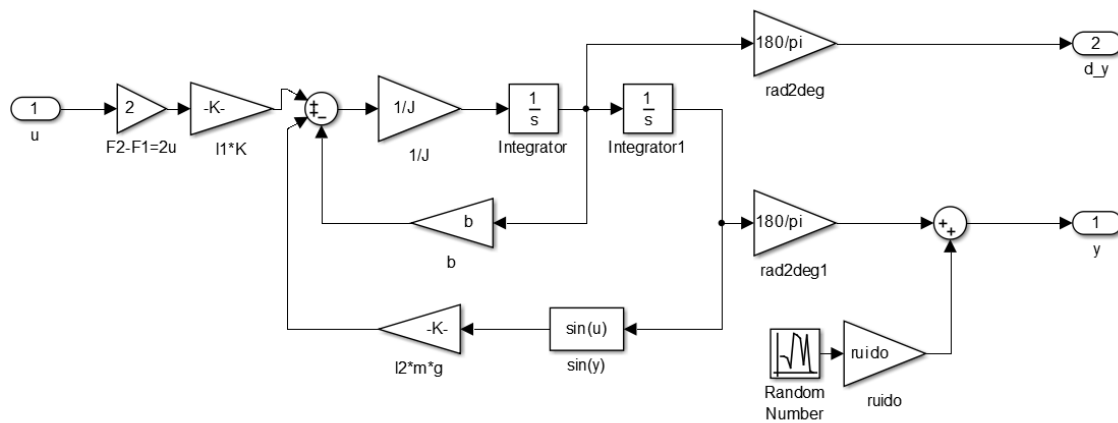 180/pi
rad2deg
2
d_y
1
u
2
F2-F1=2u
-K-
l1*K
+
+
-
1/J
1/J
1
s
Integrator
1
s
Integrator1
b
b
180/pi
rad2deg1
+
+
1
y
-K-
l2*m*g
sin(u)
sin(y)
Random
Number
ruido
ruido